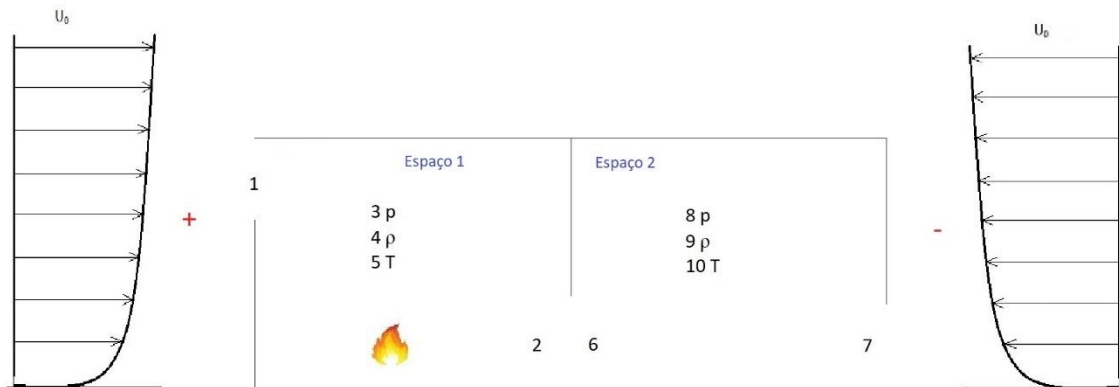 U₀
U₀
Espaço 1
Espaço 2
1
3 p
4 ρ
5 T
8 p
9 ρ
10 T
+
-
2
6
7